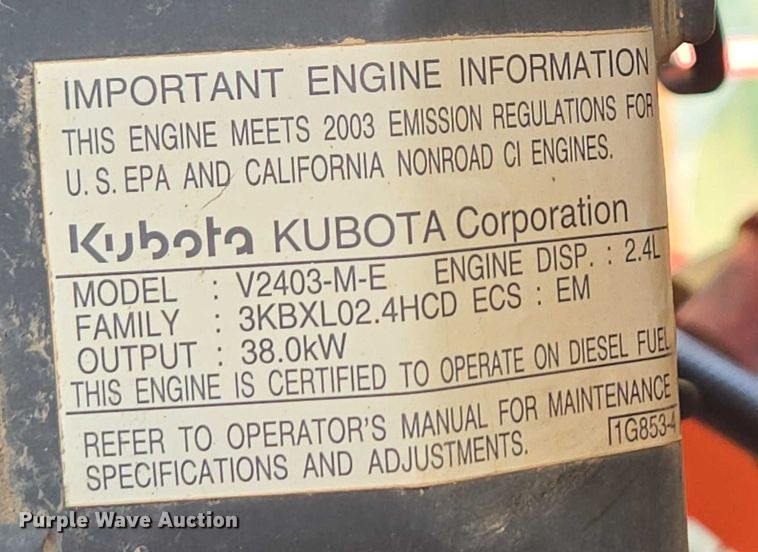 IMPORTANT ENGINE INFORMATION
THIS ENGINE MEETS 2003 EMISSION REGULATIONS FOR
U.S. EPA AND CALIFORNIA NONROAD CI ENGINES.
Kubota KUBOTA Corporation
MODEL : V2403-M-E ENGINE DISP. : 2.4L
FAMILY : 3KBXL02.4HCD ECS : EM
OUTPUT : 38.0kW
THIS ENGINE IS CERTIFIED TO OPERATE ON DIESEL FUEL
REFER TO OPERATOR'S MANUAL FOR MAINTENANCE
SPECIFICATIONS AND ADJUSTMENTS.
1G853-4
Purple Wave Auction